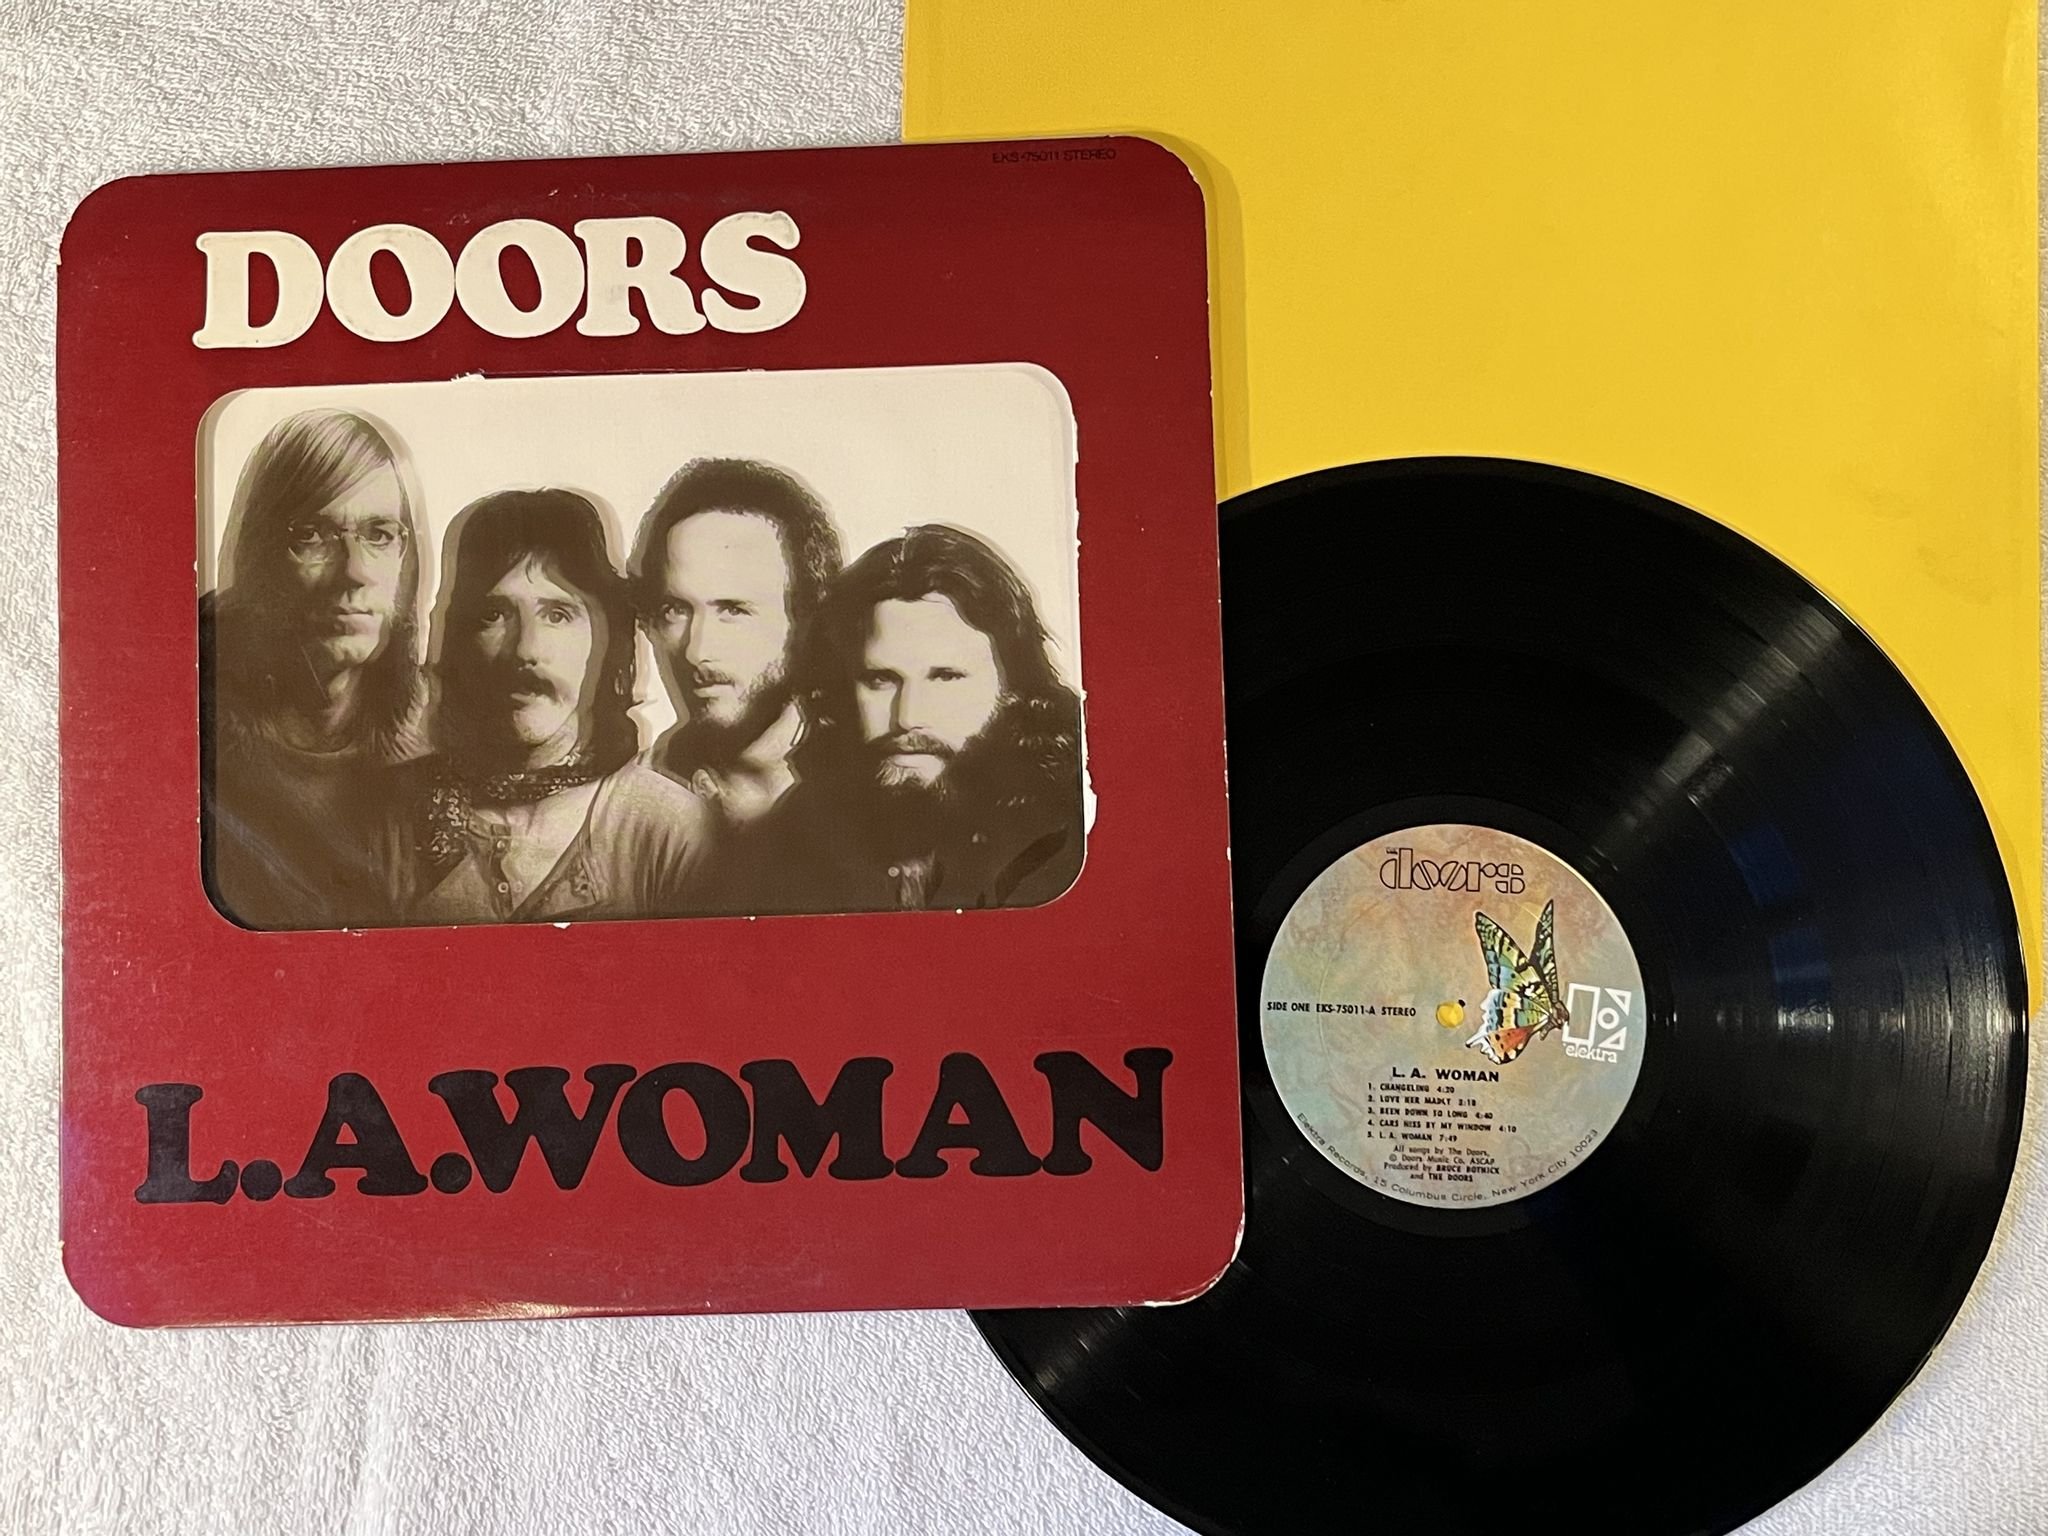 EKS-75011 STEREO
DOORS
L.A.WOMAN
THE doors
SIDE ONE EKS-75011-A STEREO
elektra
L. A. WOMAN
1. CHANGELING 4:20
2. LOVE HER MADLY 3:18
3. BEEN DOWN SO LONG 4:40
4. CARS HISS BY MY WINDOW 4:10
5. L. A. WOMAN 7:49
All songs by The Doors,
© Doors Music Co. ASCAP
Produced by BRUCE BOTNICK
and THE DOORS
Elektra Records, 15 Columbus Circle, New York City 10023